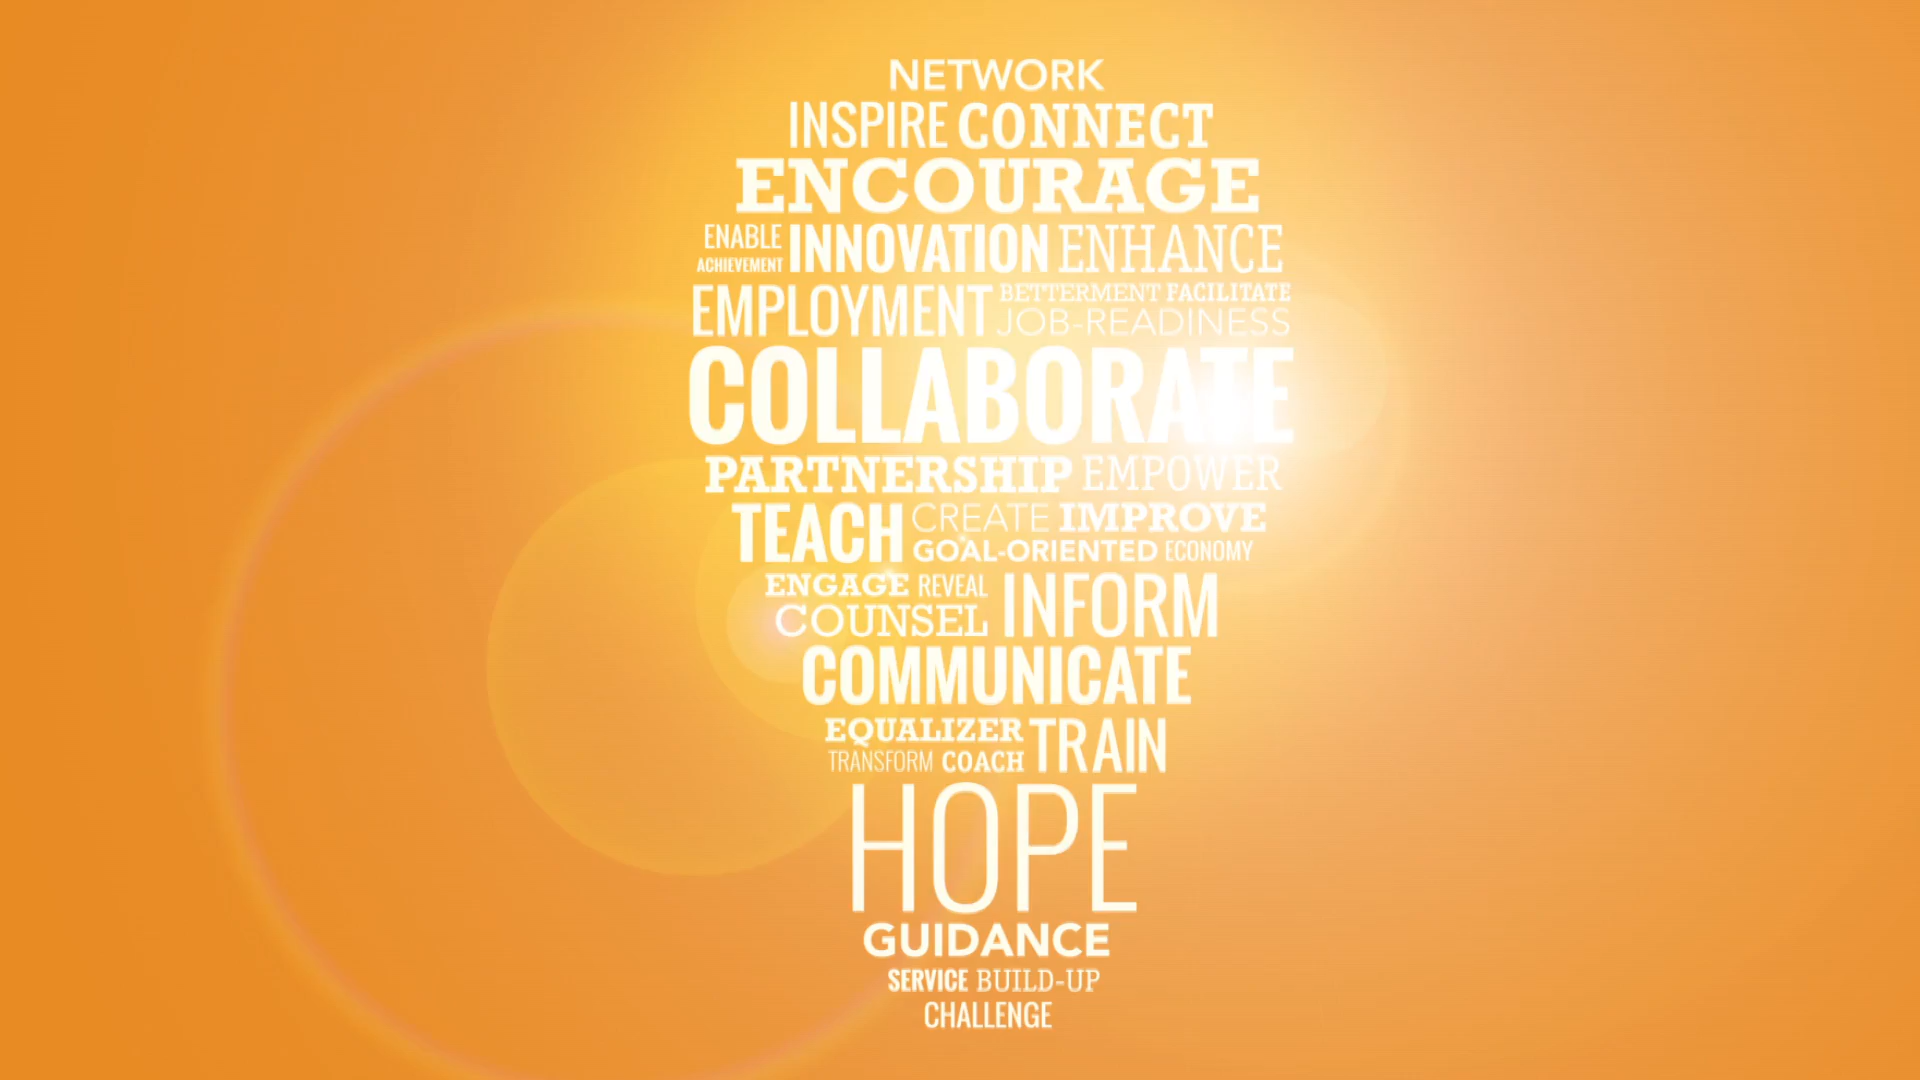 NETWORK
INSPIRE CONNECT
ENCOURAGE
ENABLE
ACHIEVEMENT
INNOVATION ENHANCE
EMPLOYMENT
BETTERMENT FACILITATE
JOB-READINESS
COLLABORATE
PARTNERSHIP EMPOWER
TEACH
CREATE IMPROVE
GOAL-ORIENTED ECONOMY
ENGAGE REVEAL
COUNSEL
INFORM
COMMUNICATE
EQUALIZER
TRANSFORM COACH
TRAIN
HOPE
GUIDANCE
SERVICE BUILD-UP
CHALLENGE